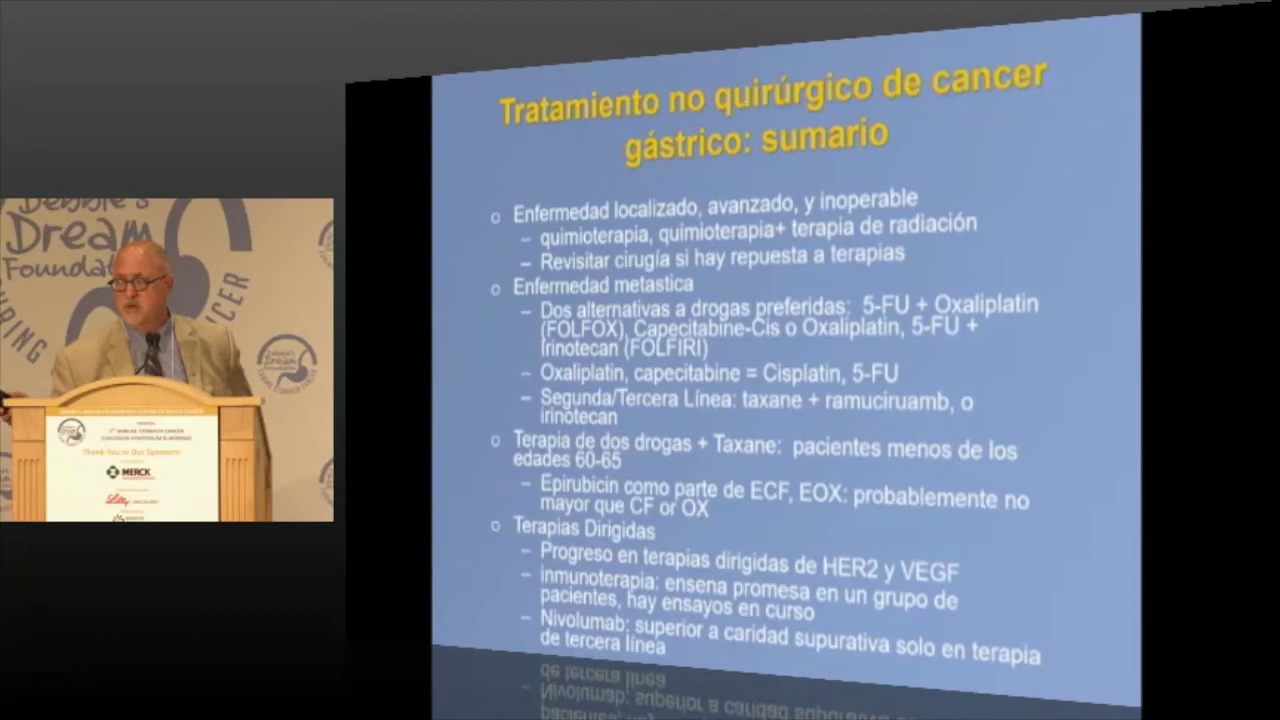 Debbie's
Dream
Foundat
URING
NCER
Thank You to Our Sponsors!
MERCK
Lilly
Tratamiento no quirúrgico de cancer
gástrico: sumario
o Enfermedad localizado, avanzado, y inoperable
– quimioterapia, quimioterapia+ terapia de radiación
– Revisitar cirugía si hay repuesta a terapias
o Enfermedad metastica
– Dos alternativas a drogas preferidas: 5-FU + Oxaliplatin
(FOLFOX), Capecitabine-Cis o Oxaliplatin, 5-FU +
Irinotecan (FOLFIRI)
– Oxaliplatin, capecitabine = Cisplatin, 5-FU
– Segunda/Tercera Línea: taxane + ramuciruamb, o
irinotecan
o Terapia de dos drogas + Taxane: pacientes menos de los
edades 60-65
– Epirubicin como parte de ECF, EOX: probablemente no
mayor que CF or OX
o Terapias Dirigidas
– Progreso en terapias dirigidas de HER2 y VEGF
– inmunoterapia: ensena promesa en un grupo de
pacientes, hay ensayos en curso
– Nivolumab: superior a caridad supurativa solo en terapia
de tercera línea